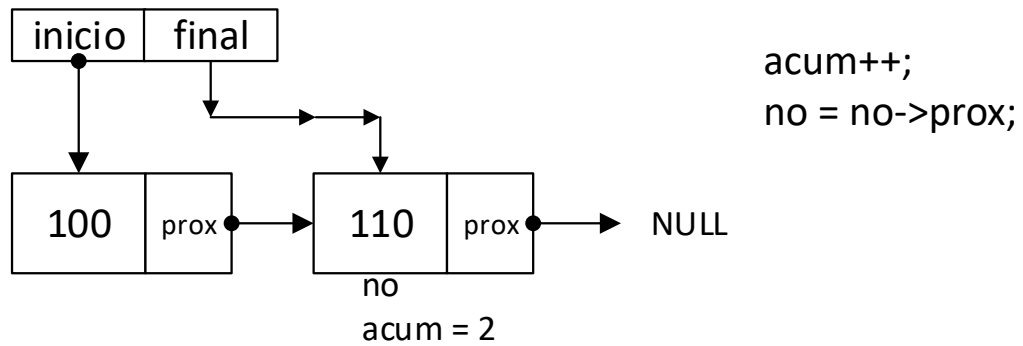 inicio final
acum++;
no = no->prox;
100 prox 110 prox NULL
no
acum = 2